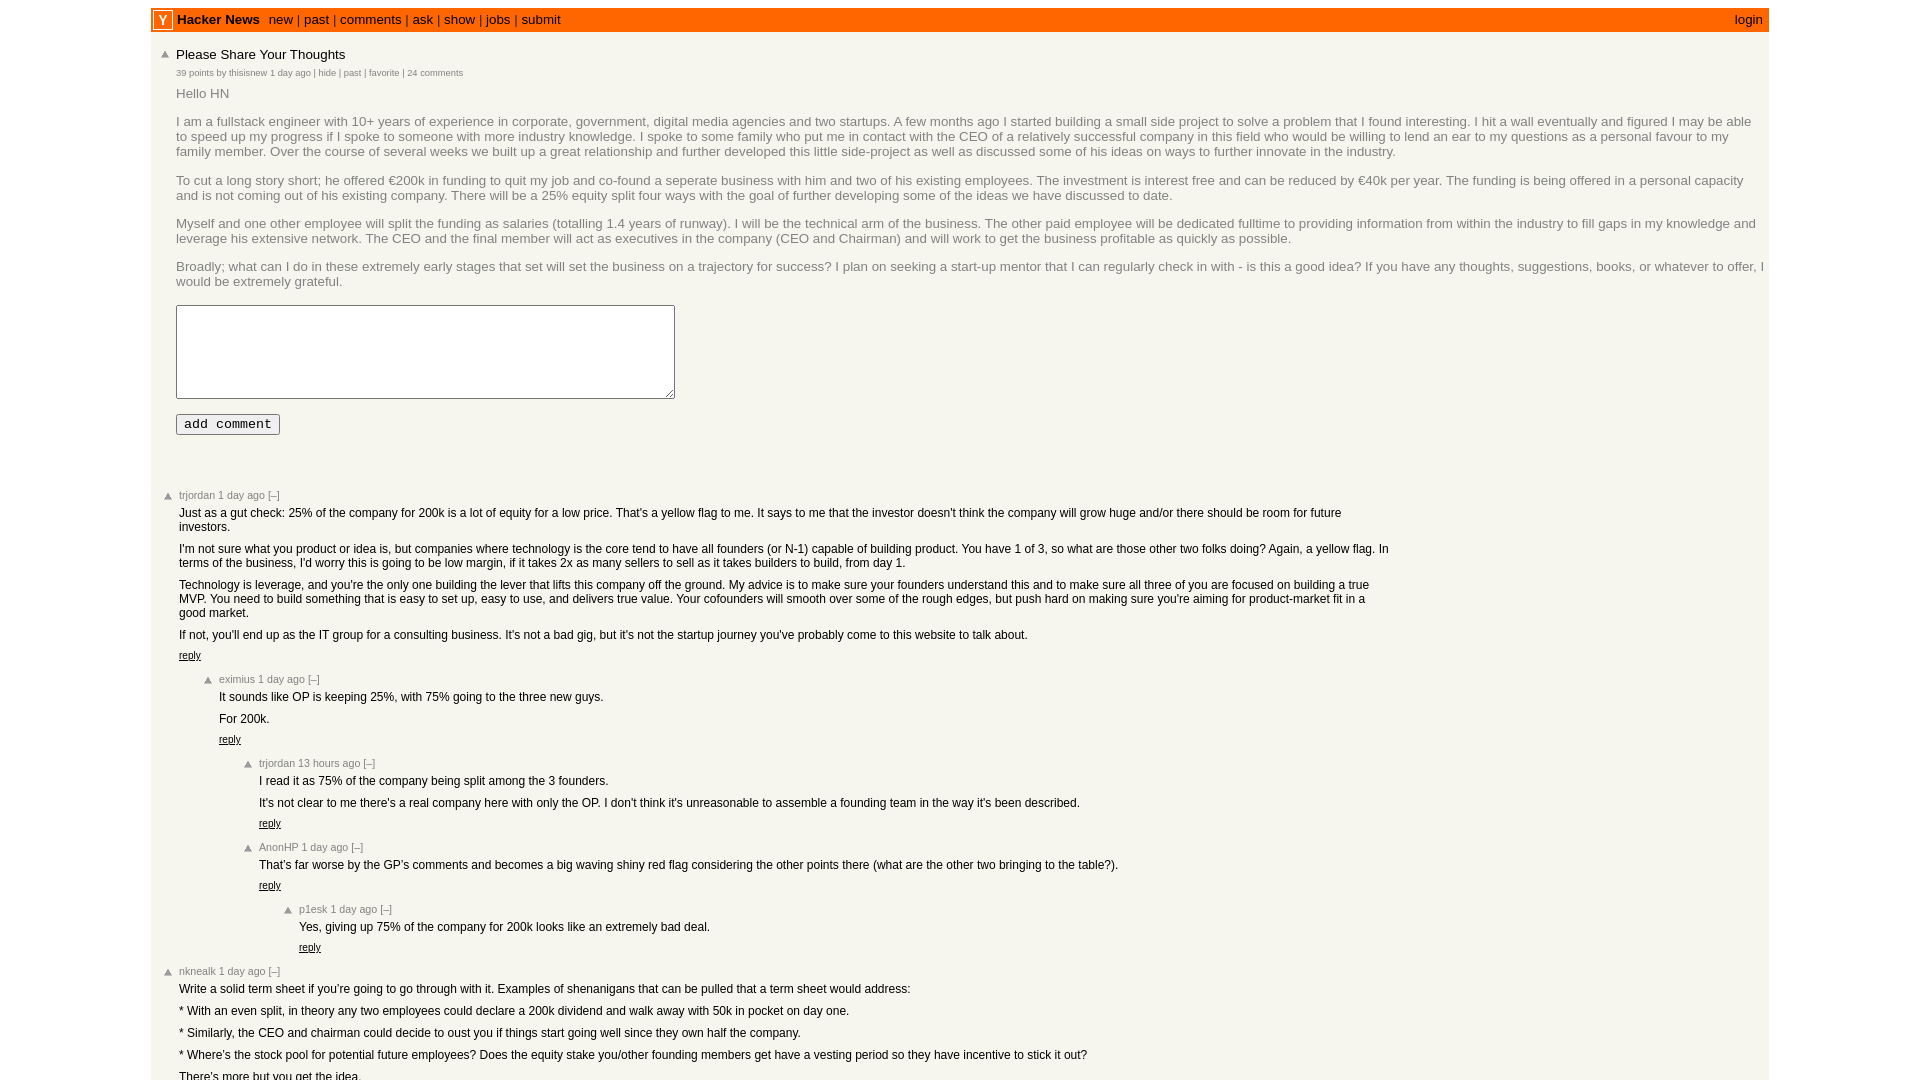 Y Hacker News new | past | comments | ask | show | jobs | submit login
Please Share Your Thoughts
39 points by thisisnew 1 day ago | hide | past | favorite | 24 comments
Hello HN
I am a fullstack engineer with 10+ years of experience in corporate, government, digital media agencies and two startups. A few months ago I started building a small side project to solve a problem that I found interesting. I hit a wall eventually and figured I may be able
to speed up my progress if I spoke to someone with more industry knowledge. I spoke to some family who put me in contact with the CEO of a relatively successful company in this field who would be willing to lend an ear to my questions as a personal favour to my
family member. Over the course of several weeks we built up a great relationship and further developed this little side-project as well as discussed some of his ideas on ways to further innovate in the industry.
To cut a long story short; he offered €200k in funding to quit my job and co-found a seperate business with him and two of his existing employees. The investment is interest free and can be reduced by €40k per year. The funding is being offered in a personal capacity
and is not coming out of his existing company. There will be a 25% equity split four ways with the goal of further developing some of the ideas we have discussed to date.
Myself and one other employee will split the funding as salaries (totalling 1.4 years of runway). I will be the technical arm of the business. The other paid employee will be dedicated fulltime to providing information from within the industry to fill gaps in my knowledge and
leverage his extensive network. The CEO and the final member will act as executives in the company (CEO and Chairman) and will work to get the business profitable as quickly as possible.
Broadly; what can I do in these extremely early stages that set will set the business on a trajectory for success? I plan on seeking a start-up mentor that I can regularly check in with - is this a good idea? If you have any thoughts, suggestions, books, or whatever to offer, I
would be extremely grateful.
add comment
trjordan 1 day ago [–]
Just as a gut check: 25% of the company for 200k is a lot of equity for a low price. That's a yellow flag to me. It says to me that the investor doesn't think the company will grow huge and/or there should be room for future
investors.
I'm not sure what you product or idea is, but companies where technology is the core tend to have all founders (or N-1) capable of building product. You have 1 of 3, so what are those other two folks doing? Again, a yellow flag. In
terms of the business, I'd worry this is going to be low margin, if it takes 2x as many sellers to sell as it takes builders to build, from day 1.
Technology is leverage, and you're the only one building the lever that lifts this company off the ground. My advice is to make sure your founders understand this and to make sure all three of you are focused on building a true
MVP. You need to build something that is easy to set up, easy to use, and delivers true value. Your cofounders will smooth over some of the rough edges, but push hard on making sure you're aiming for product-market fit in a
good market.
If not, you'll end up as the IT group for a consulting business. It's not a bad gig, but it's not the startup journey you've probably come to this website to talk about.
reply
eximius 1 day ago [–]
It sounds like OP is keeping 25%, with 75% going to the three new guys.
For 200k.
reply
trjordan 13 hours ago [–]
I read it as 75% of the company being split among the 3 founders.
It's not clear to me there's a real company here with only the OP. I don't think it's unreasonable to assemble a founding team in the way it's been described.
reply
AnonHP 1 day ago [–]
That’s far worse by the GP’s comments and becomes a big waving shiny red flag considering the other points there (what are the other two bringing to the table?).
reply
p1esk 1 day ago [–]
Yes, giving up 75% of the company for 200k looks like an extremely bad deal.
reply
nknealk 1 day ago [–]
Write a solid term sheet if you’re going to go through with it. Examples of shenanigans that can be pulled that a term sheet would address:
* With an even split, in theory any two employees could declare a 200k dividend and walk away with 50k in pocket on day one.
* Similarly, the CEO and chairman could decide to oust you if things start going well since they own half the company.
* Where’s the stock pool for potential future employees? Does the equity stake you/other founding members get have a vesting period so they have incentive to stick it out?
There’s more but you get the idea.